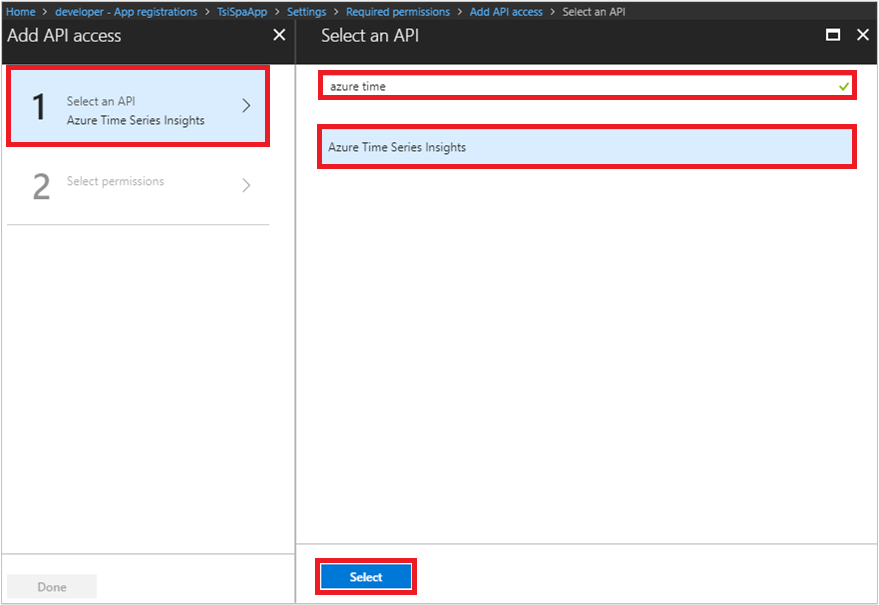 Home > developer - App registrations > TsiSpaApp > Settings > Required permissions > Add API access > Select an API
Add API access
Select an API
1
Select an API
Azure Time Series Insights
2
Select permissions
Done
azure time
Azure Time Series Insights
Select